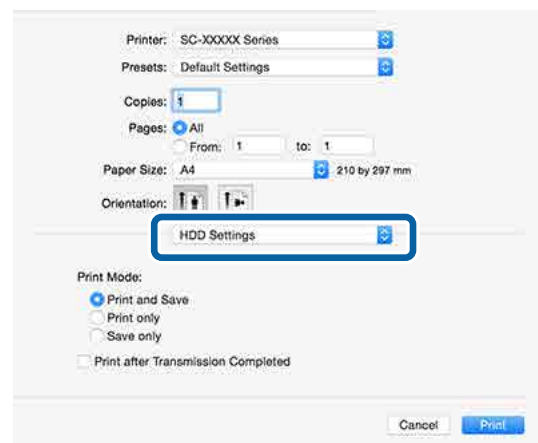 Printer: SC-XXXXX Series
Presets: Default Settings
Copies: 1
Pages: All
From: 1 to: 1
Paper Size: A4 210 by 297 mm
Orientation:
HDD Settings
Print Mode:
Print and Save
Print only
Save only
Print after Transmission Completed
Cancel Print